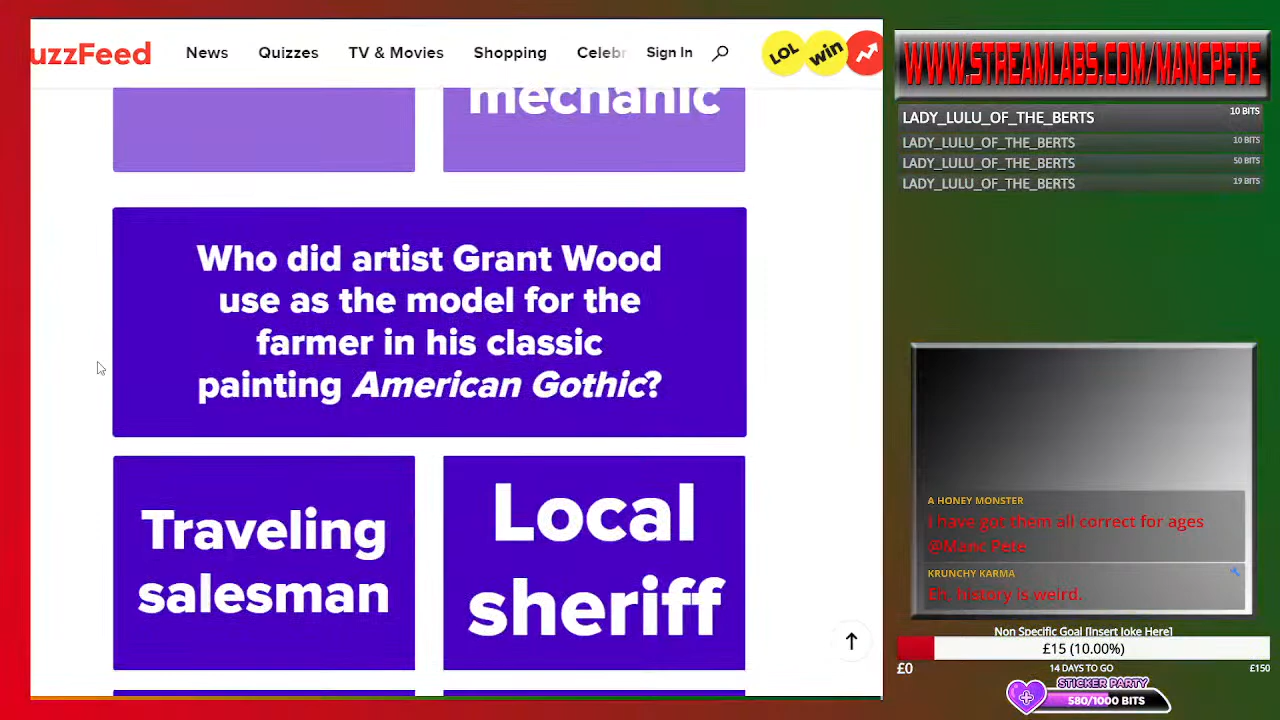 uzzFeed
News
Quizzes
TV & Movies
Shopping
Celebr
Sign In
LOL
win
mechanic
Who did artist Grant Wood
use as the model for the
farmer in his classic
painting American Gothic?
Traveling
salesman
Local
sheriff
WWW.STREAMLABS.COM/MANCPETE
LADY_LULU_OF_THE_BERTS 10 BITS
LADY_LULU_OF_THE_BERTS 10 BITS
LADY_LULU_OF_THE_BERTS 50 BITS
LADY_LULU_OF_THE_BERTS 19 BITS
A HONEY MONSTER
I have got them all correct for ages
@Manc Pete
KRUNCHY KARMA
Eh, history is weird.
Non Specific Goal [Insert Joke Here]
£15 (10.00%)
£0 14 DAYS TO GO £150
STICKER PARTY
580/1000 BITS